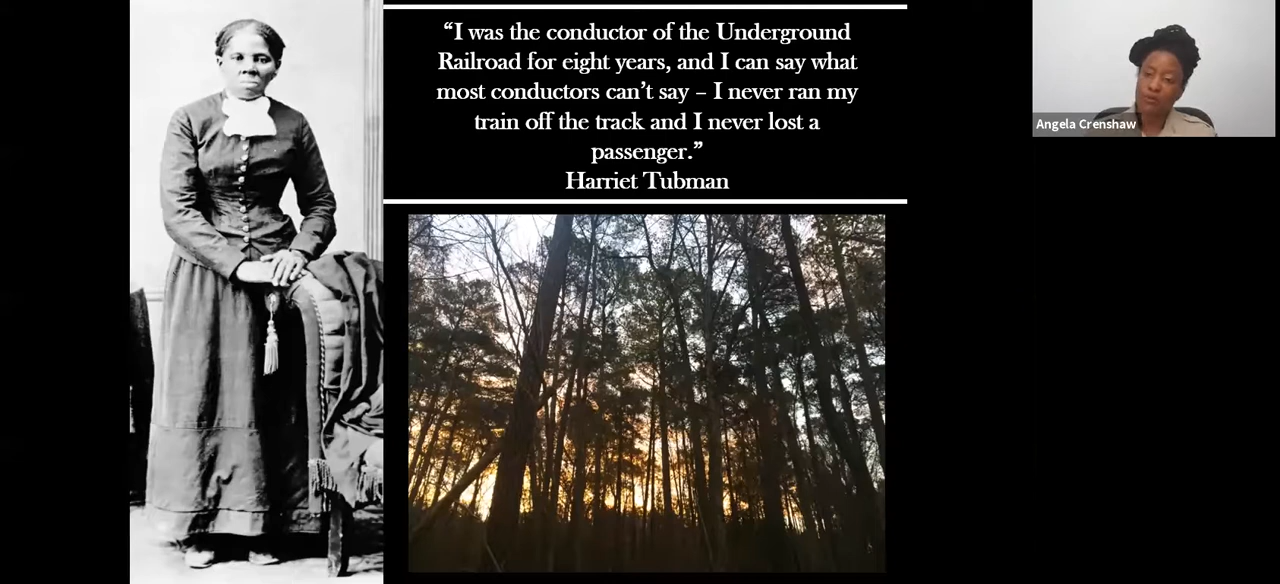 “I was the conductor of the Underground
Railroad for eight years, and I can say what
most conductors can’t say – I never ran my
train off the track and I never lost a
passenger.”
Harriet Tubman
Angela Crenshaw